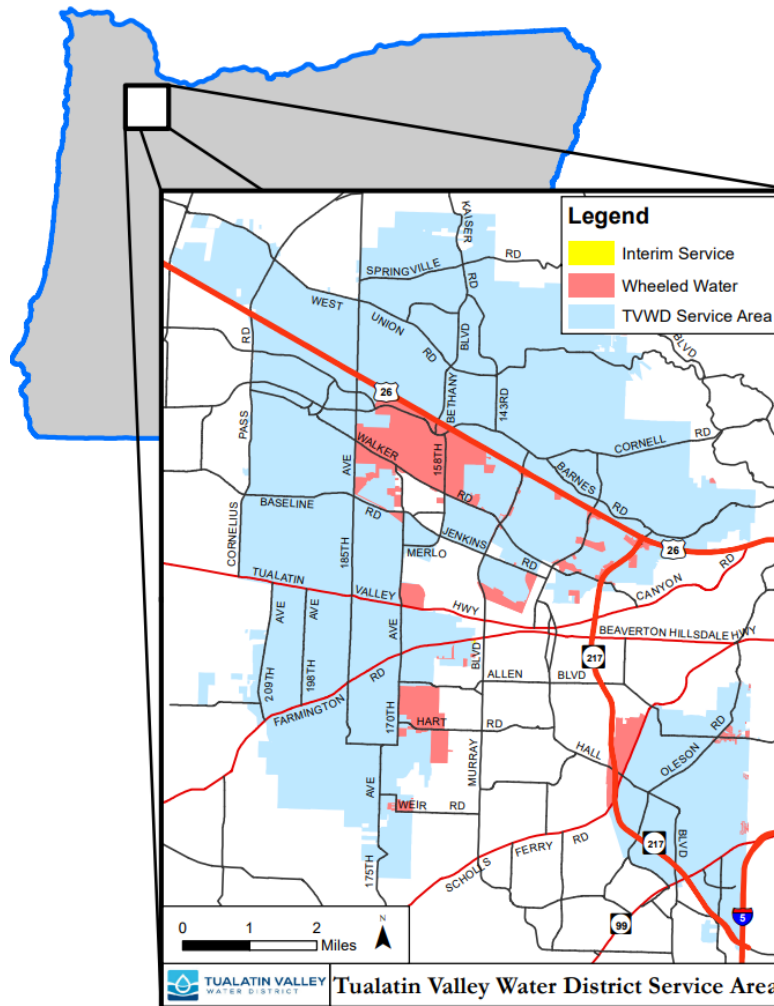 Legend
Interim Service
Wheeled Water
TVWD Service Area
KAISER
RD
SPRINGVILLE
RD
WEST
UNION
RD
BLVD
BLVD
RD
26
BETHANY
143RD
PASS
WALKER
158TH
CORNELL
RD
AVE
BARNES
RD
RD
BASELINE
RD
JENKINS
RD
CORNELIUS
185TH
MERLO
26
TUALATIN
VALLEY
HWY
CANYON
RD
AVE
AVE
AVE
BEAVERTON HILLSDALE HWY
217
209TH
198TH
RD
BLVD
ALLEN
BLVD
FARMINGTON
170TH
HART
RD
HALL
OLESON
RD
MURRAY
AVE
WEIR
RD
217
BLVD
SCHOLLS
FERRY
RD
175TH
99
5
0
1
2
Miles
N
TUALATIN VALLEY
WATER DISTRICT
Tualatin Valley Water District Service Area